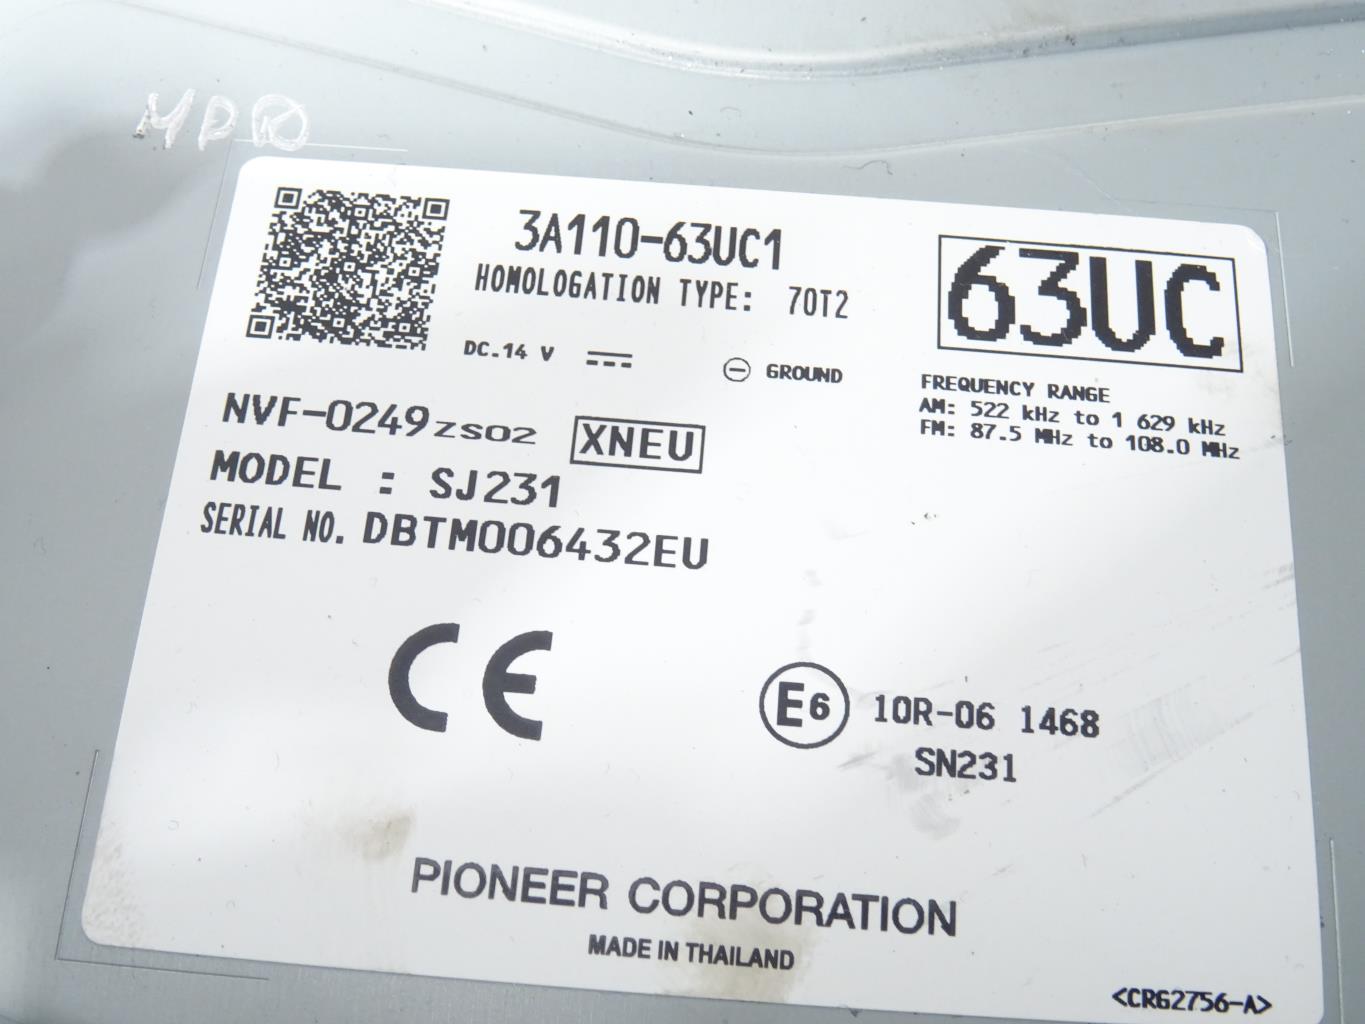 MPK
3A110-63UC1
63UC
HOMOLOGATION TYPE: 70T2
DC.14 V
GROUND
FREQUENCY RANGE
AM: 522 kHz to 1 629 kHz
FM: 87.5 MHz to 108.0 MHz
NVF-0249ZS02 XNEU
MODEL : SJ231
SERIAL NO. DBTM006432EU
CE
E6 10R-06 1468
SN231
PIONEER CORPORATION
MADE IN THAILAND
<CRG2756-A>